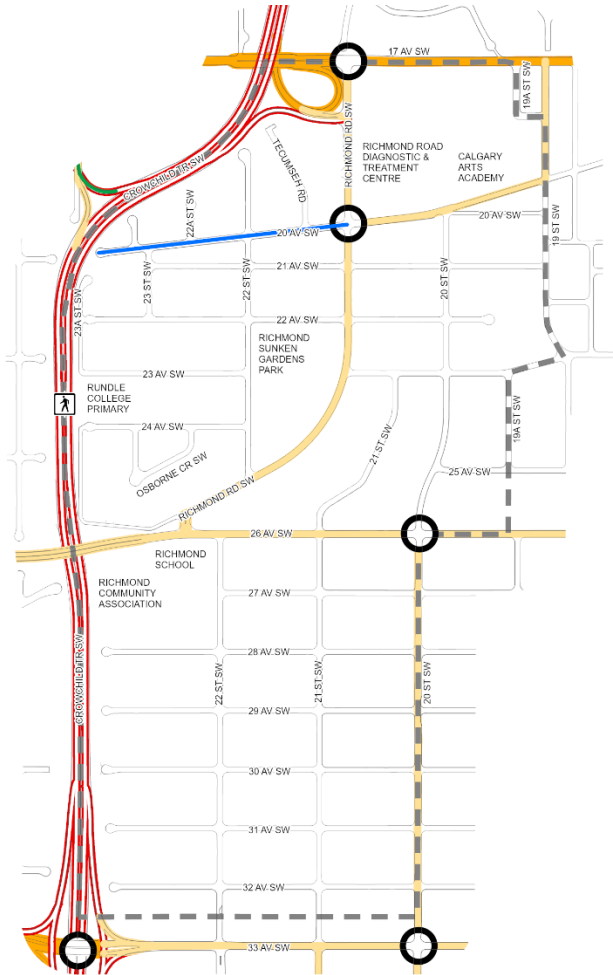 17 AV SW
19A ST SW
CROWCHILD TR SW
RICHMOND RD SW
TECUMSEH RD
RICHMOND ROAD
DIAGNOSTIC &
TREATMENT
CENTRE
CALGARY
ARTS
ACADEMY
22A ST SW
20 AV SW
20 AV SW
19 ST SW
21 AV SW
23 ST SW
22 ST SW
20 ST SW
23A ST SW
22 AV SW
RICHMOND
SUNKEN
GARDENS
PARK
23 AV SW
RUNDLE
COLLEGE
PRIMARY
24 AV SW
19A ST SW
21 ST SW
OSBORNE CR SW
25 AV SW
RICHMOND RD SW
26 AV SW
RICHMOND
SCHOOL
RICHMOND
COMMUNITY
ASSOCIATION
27 AV SW
28 AV SW
CROWCHILD TR SW
22 ST SW
21 ST SW
20 ST SW
29 AV SW
30 AV SW
31 AV SW
32 AV SW
33 AV SW